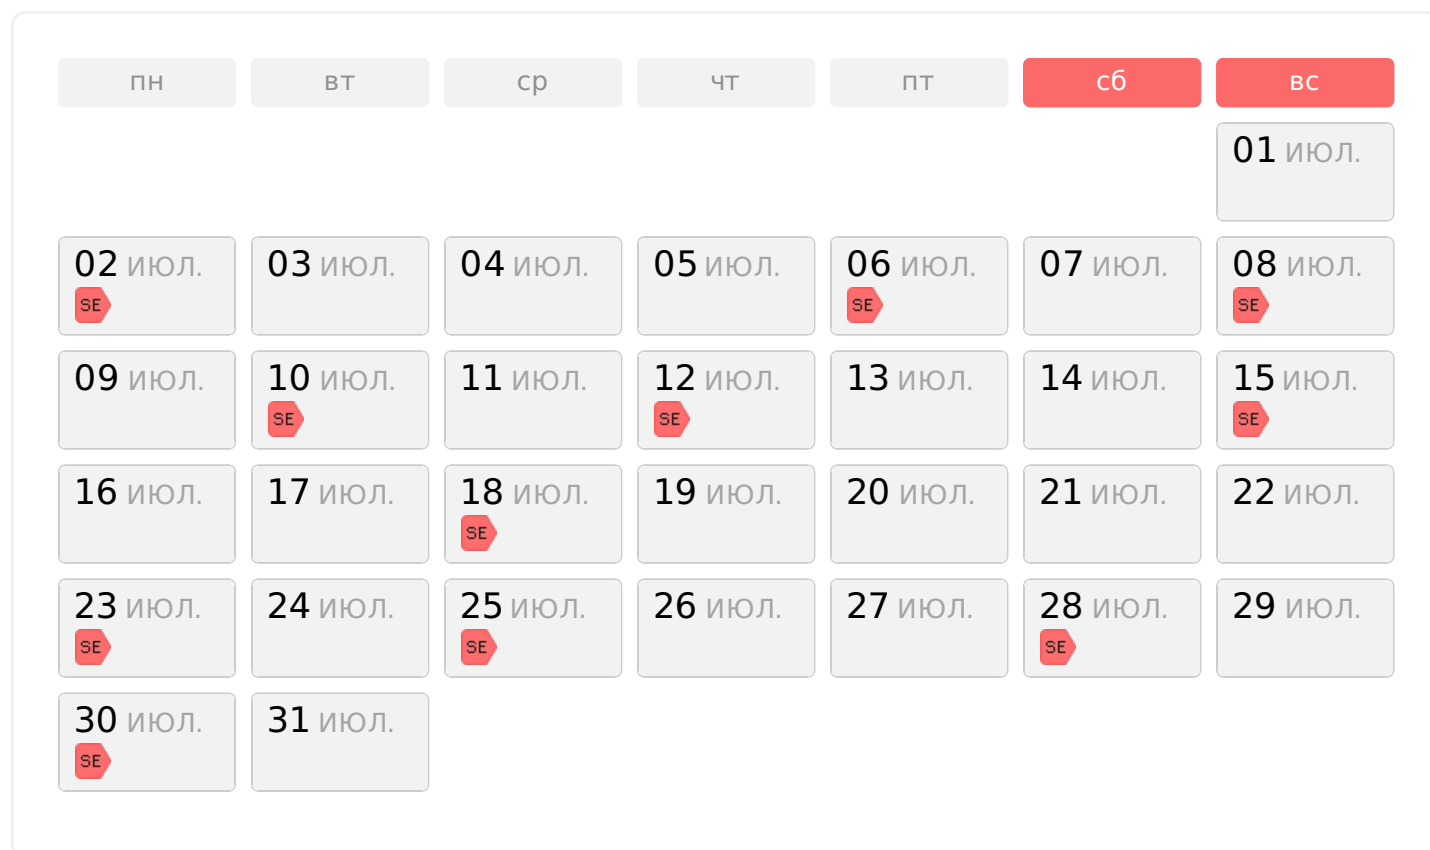 пн вт ср чт пт сб вс
01 июл.
02 июл. 03 июл. 04 июл. 05 июл. 06 июл. 07 июл. 08 июл.
SE SE SE
09 июл. 10 июл. 11 июл. 12 июл. 13 июл. 14 июл. 15 июл.
SE SE SE
16 июл. 17 июл. 18 июл. 19 июл. 20 июл. 21 июл. 22 июл.
SE
23 июл. 24 июл. 25 июл. 26 июл. 27 июл. 28 июл. 29 июл.
SE SE SE
30 июл. 31 июл.
SE